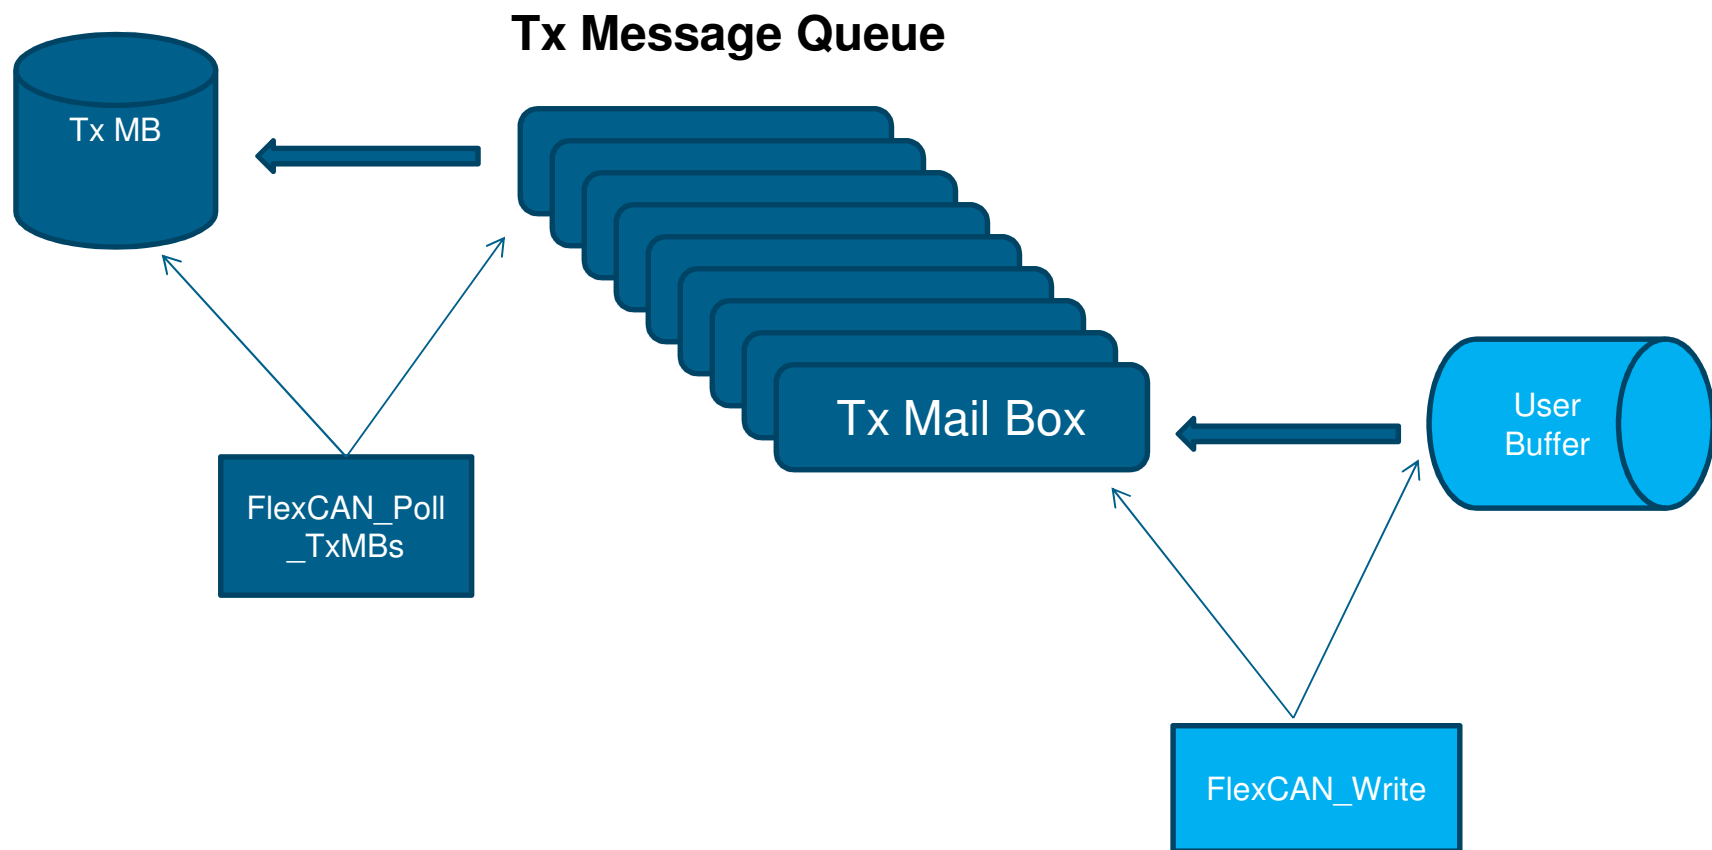 Tx Message Queue
Tx MB
Tx Mail Box
User
Buffer
FlexCAN_Poll
_TxMBs
FlexCAN_Write